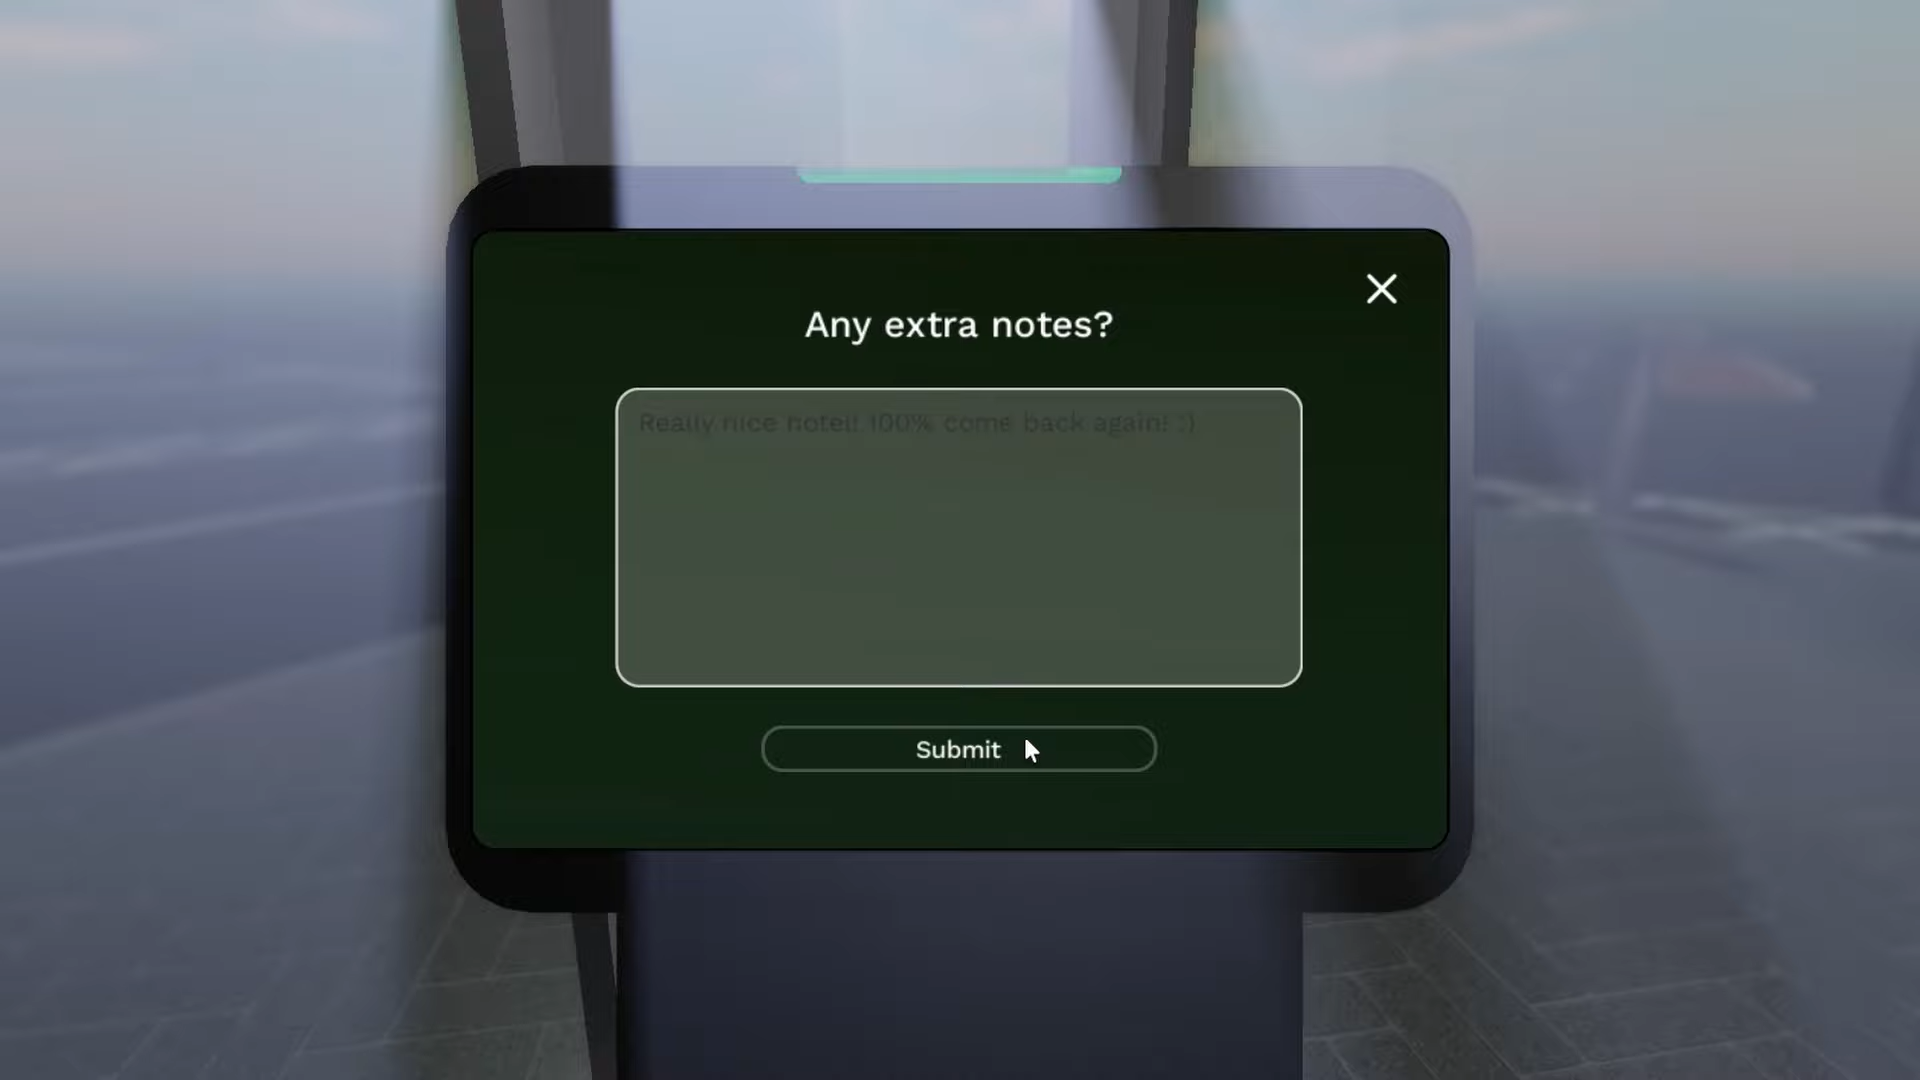 Any extra notes?
Really nice hotel! 100% come back again! :)
Submit